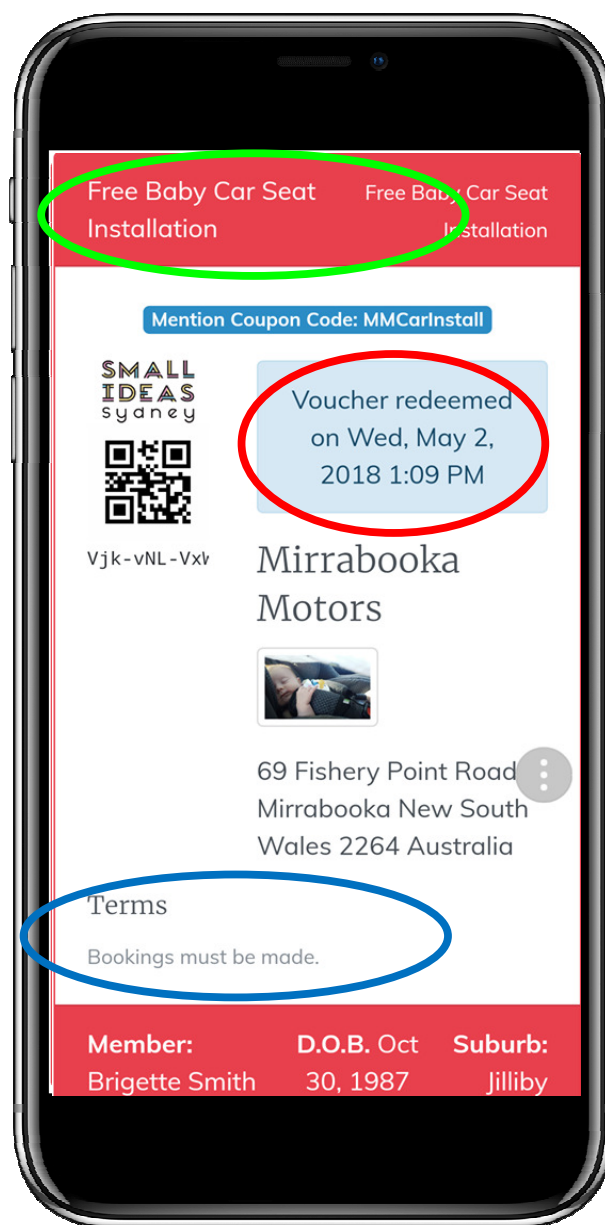 Free Baby Car Seat
Installation
Free Baby Car Seat
Installation
Mention Coupon Code: MMCarInstall
SMALL
IDEAS
sydney
Voucher redeemed
on Wed, May 2,
2018 1:09 PM
Mirrabooka
Motors
69 Fishery Point Road
Mirrabooka New South
Wales 2264 Australia
Terms
Bookings must be made.
Member:
Brigette Smith
D.O.B. Oct
30, 1987
Suburb:
Jilliby